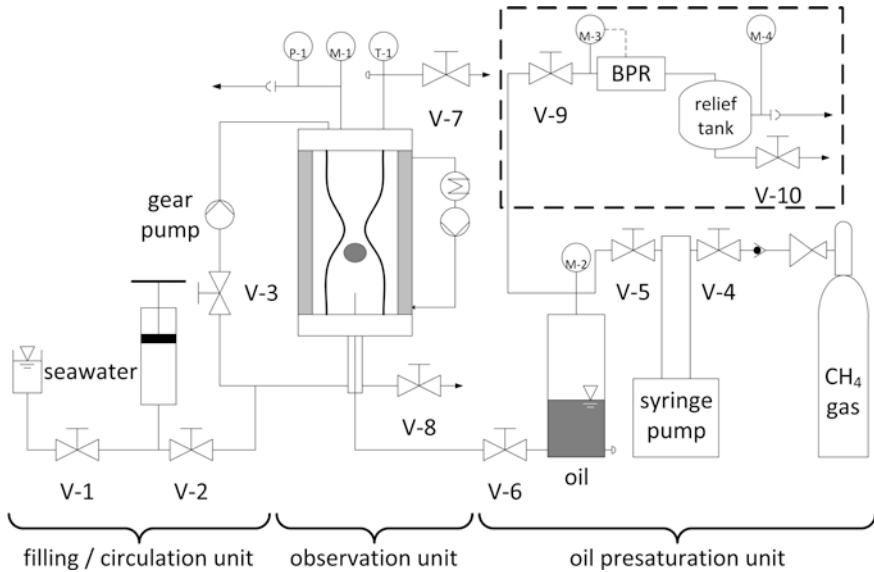 P-1
M-1
T-1
V-7
M-3
M-4
BPR
V-9
relief
tank
V-10
gear
pump
V-3
M-2
V-5
V-4
seawater
CH₄
gas
syringe
pump
V-8
V-1
V-2
V-6
oil
filling / circulation unit
observation unit
oil presaturation unit